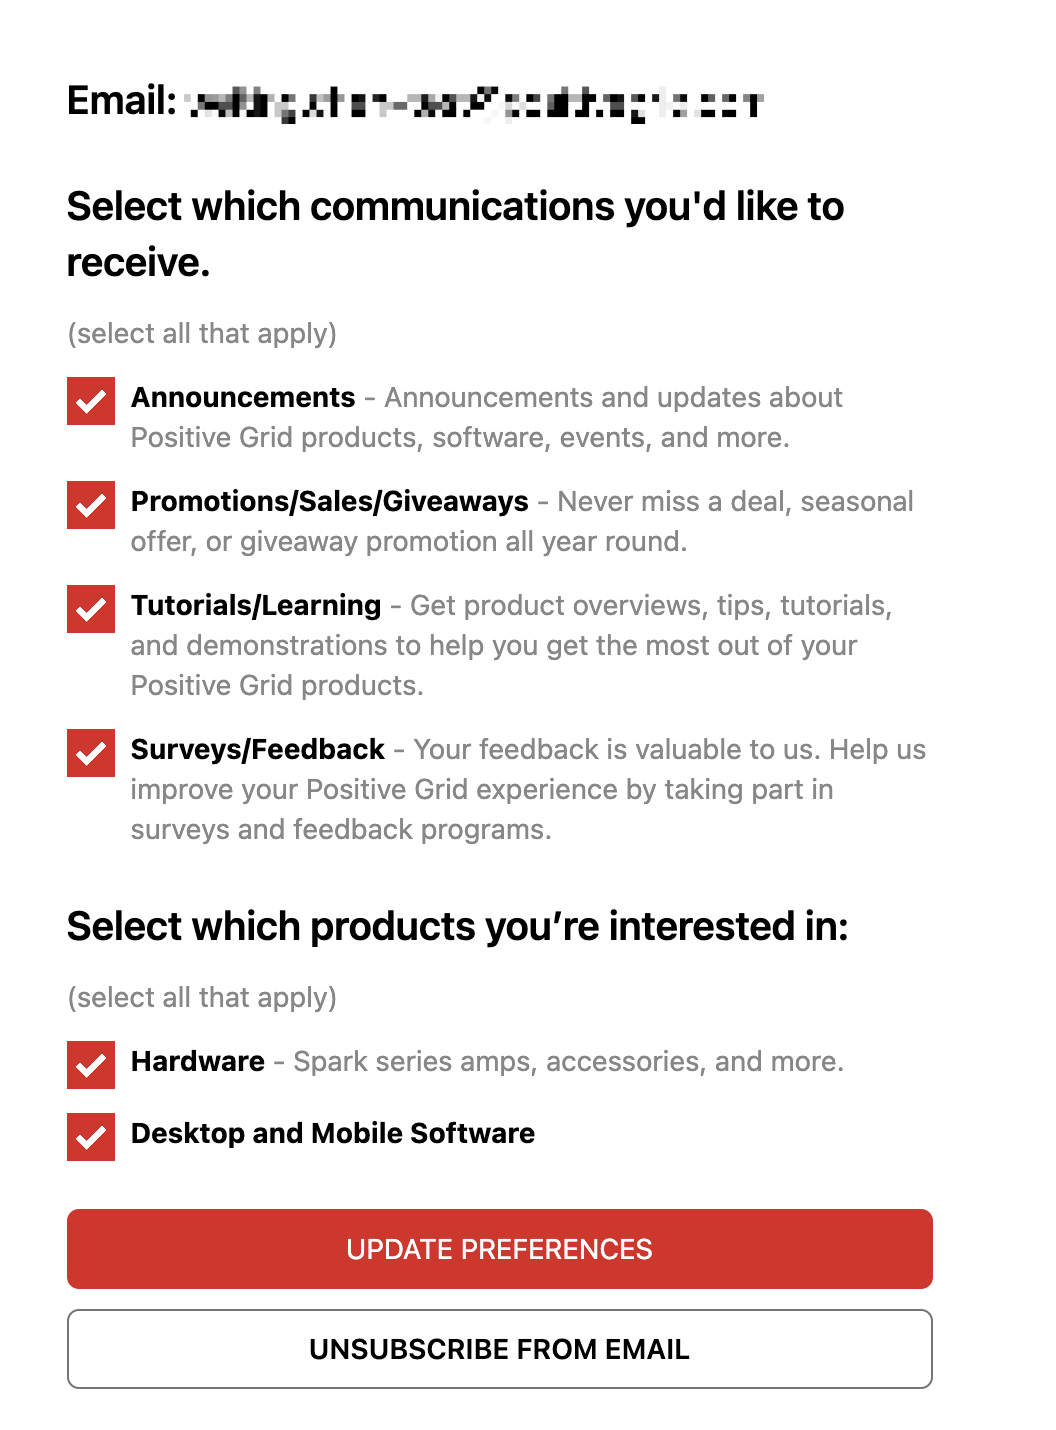 Email:
Select which communications you'd like to
receive.
(select all that apply)
Announcements - Announcements and updates about
Positive Grid products, software, events, and more.
Promotions/Sales/Giveaways - Never miss a deal, seasonal
offer, or giveaway promotion all year round.
Tutorials/Learning - Get product overviews, tips, tutorials,
and demonstrations to help you get the most out of your
Positive Grid products.
Surveys/Feedback - Your feedback is valuable to us. Help us
improve your Positive Grid experience by taking part in
surveys and feedback programs.
Select which products you’re interested in:
(select all that apply)
Hardware - Spark series amps, accessories, and more.
Desktop and Mobile Software
UPDATE PREFERENCES
UNSUBSCRIBE FROM EMAIL